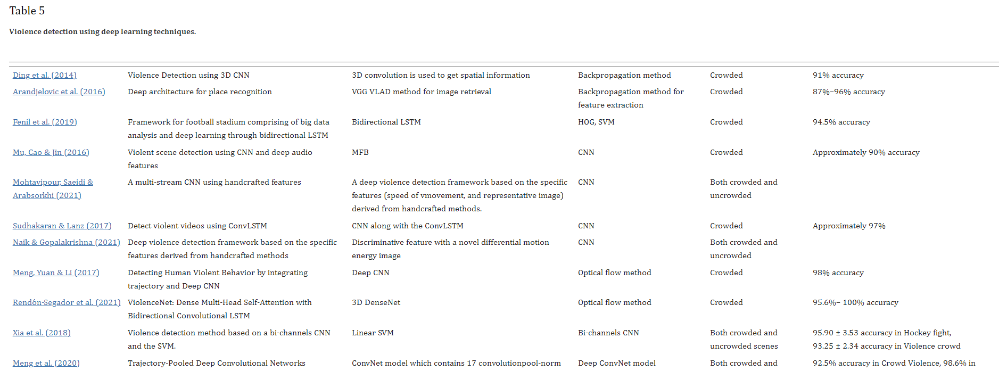 Table 5
Violence detection using deep learning techniques.
Ding et al. (2014) Violence Detection using 3D CNN 3D convolution is used to get spatial information Backpropagation method Crowded 91% accuracy
Arandjelovic et al. (2016) Deep architecture for place recognition VGG VLAD method for image retrieval Backpropagation method for Crowded 87%–96% accuracy
feature extraction
Fenil et al. (2019) Framework for football stadium comprising of big data Bidirectional LSTM HOG, SVM Crowded 94.5% accuracy
analysis and deep learning through bidirectional LSTM
Mu, Cao & Jin (2016) Violent scene detection using CNN and deep audio MFB CNN Crowded Approximately 90% accuracy
features
Mohtavipour, Saeidi & A multi-stream CNN using handcrafted features A deep violence detection framework based on the specific CNN Both crowded and
Arabsorkhi (2021) features (speed of vmovement, and representative image) uncrowded
derived from handcrafted methods.
Sudhakaran & Lanz (2017) Detect violent videos using ConvLSTM CNN along with the ConvLSTM CNN Crowded Approximately 97%
Naik & Gopalakrishna (2021) Deep violence detection framework based on the specific Discriminative feature with a novel differential motion CNN Both crowded and
features derived from handcrafted methods energy image uncrowded
Meng, Yuan & Li (2017) Detecting Human Violent Behavior by integrating Deep CNN Optical flow method Crowded 98% accuracy
trajectory and Deep CNN
Rendón-Segador et al. (2021) ViolenceNet: Dense Multi-Head Self-Attention with 3D DenseNet Optical flow method Crowded 95.6%– 100% accuracy
Bidirectional Convolutional LSTM
Xia et al. (2018) Violence detection method based on a bi-channels CNN Linear SVM Bi-channels CNN Both crowded and 95.90 ± 3.53 accuracy in Hockey fight,
and the SVM. uncrowded scenes 93.25 ± 2.34 accuracy in Violence crowd
Meng et al. (2020) Trajectory-Pooled Deep Convolutional Networks ConvNet model which contains 17 convolutionpool-norm Deep ConvNet model Both crowded and 92.5% accuracy in Crowd Violence, 98.6% in